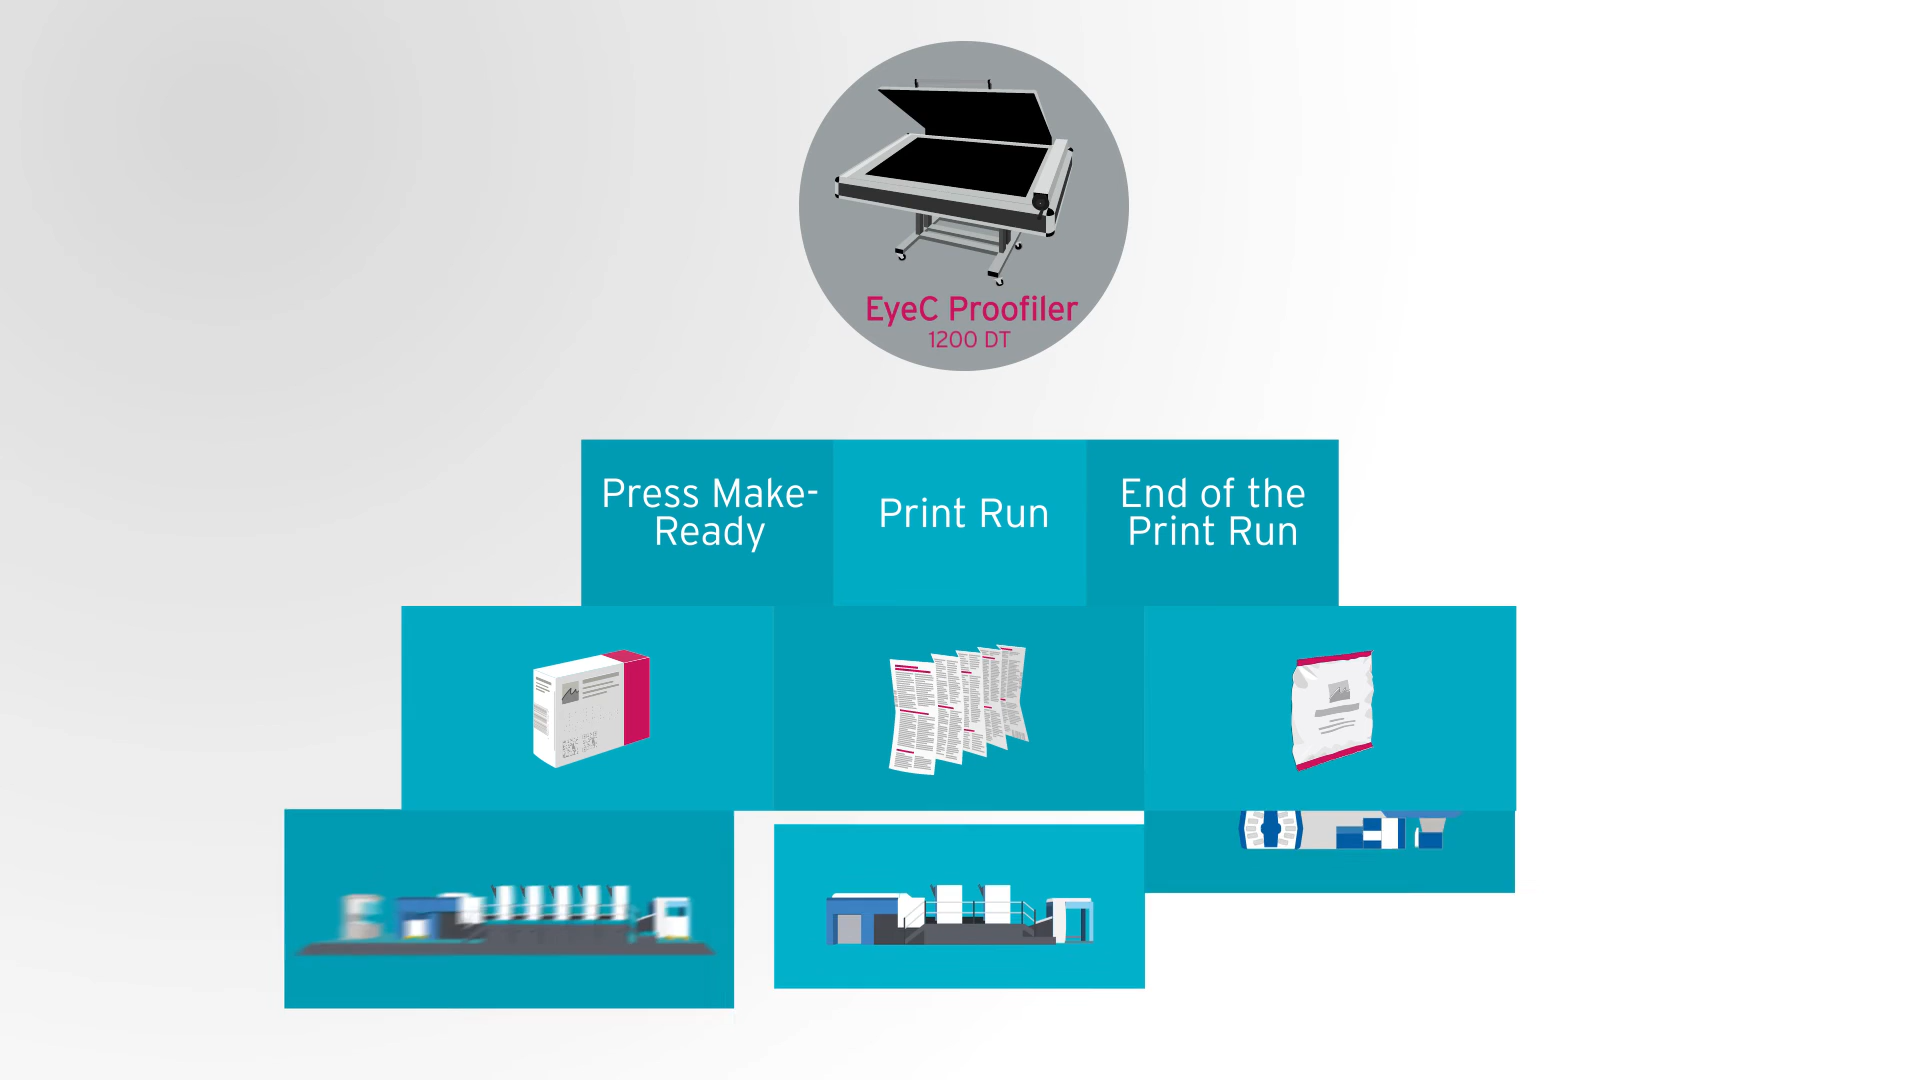 EyeC Proofiler
1200 DT
Press Make-
Ready
Print Run
End of the
Print Run